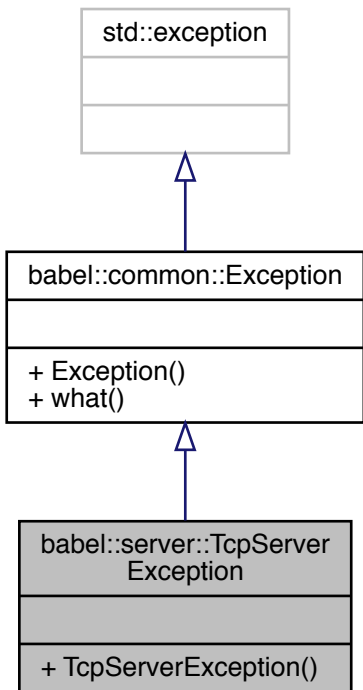 std::exception
babel::common::Exception
+ Exception()
+ what()
babel::server::TcpServer
Exception
+ TcpServerException()